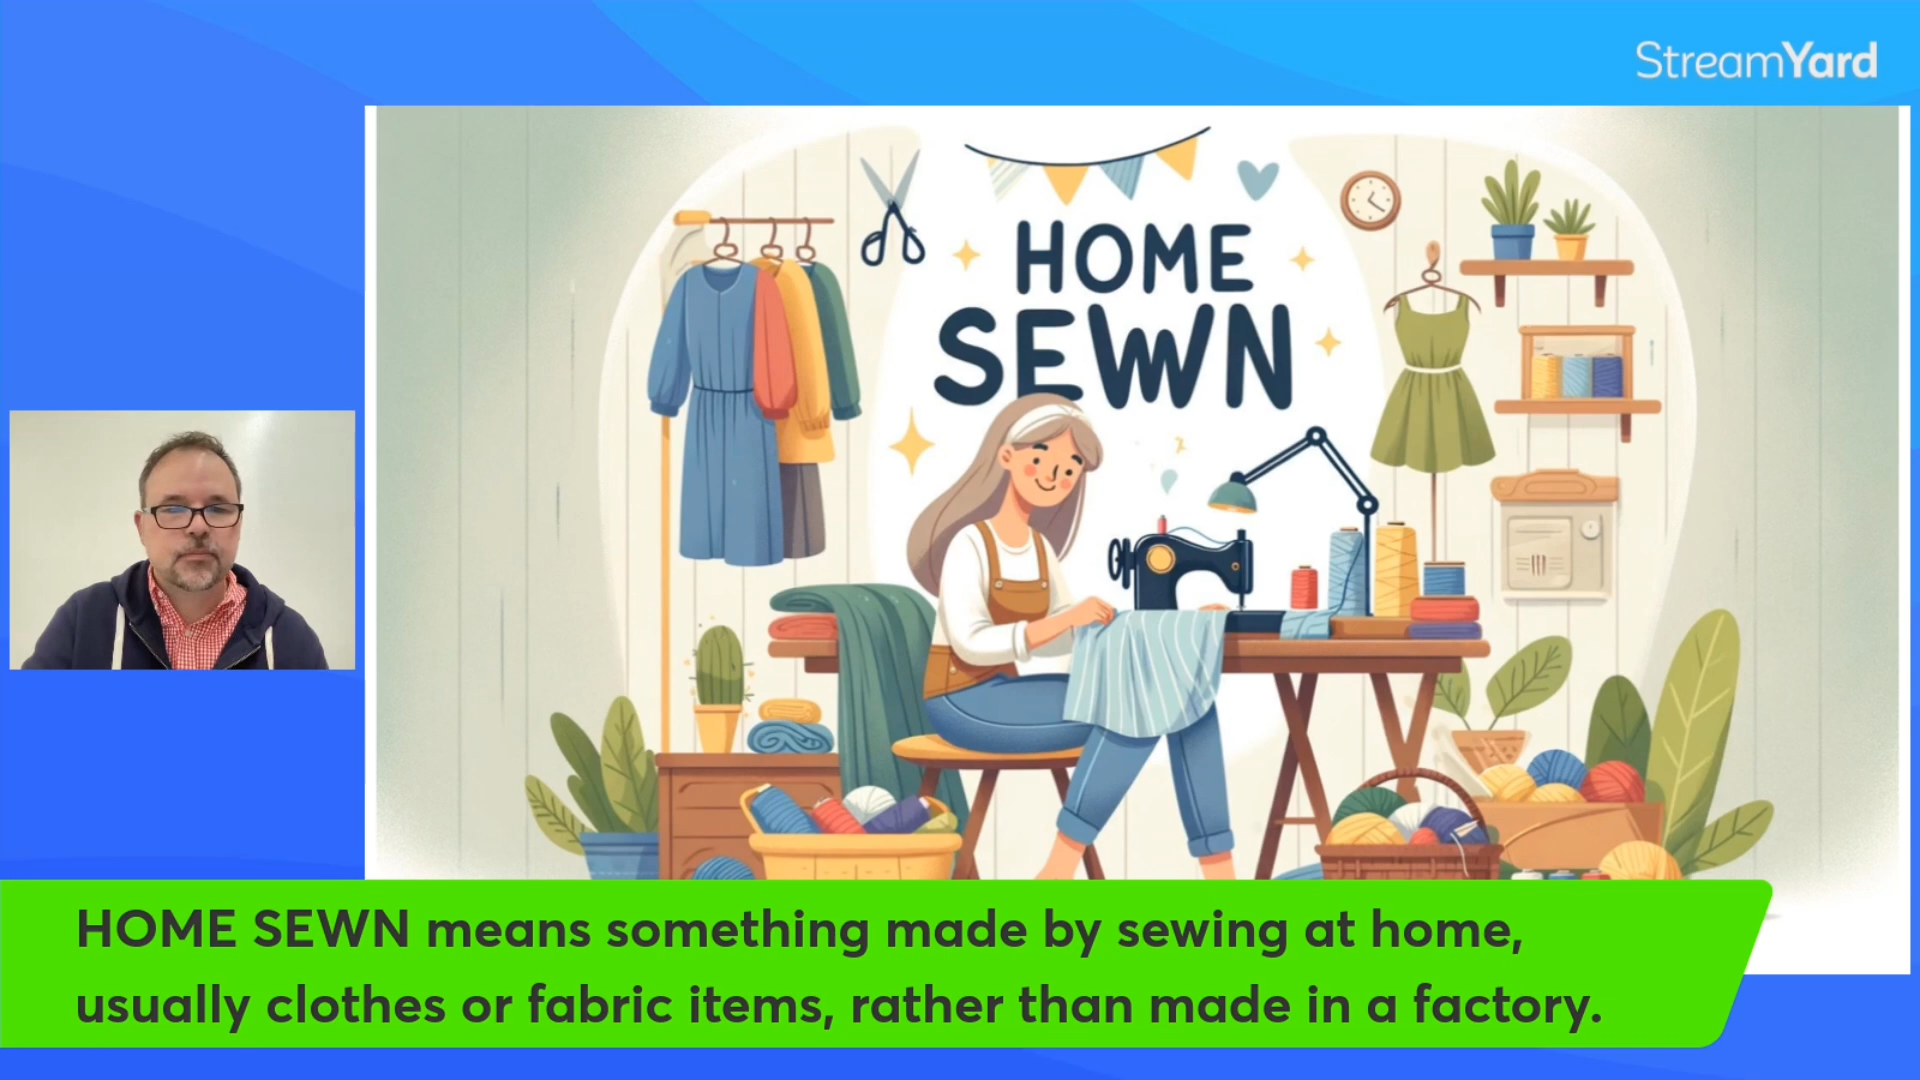 StreamYard
HOME
SEWN
HOME SEWN means something made by sewing at home,
usually clothes or fabric items, rather than made in a factory.